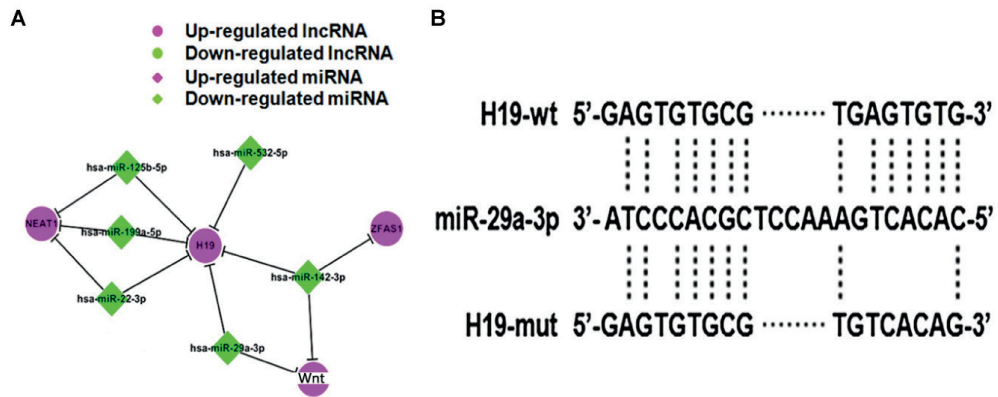 A
Up-regulated lncRNA
Down-regulated lncRNA
Up-regulated miRNA
Down-regulated miRNA
hsa-miR-532-5p
hsa-miR-125b-5p
NEAT1
hsa-miR-199a-5p
H19
ZFAS1
hsa-miR-142-3p
hsa-miR-22-3p
hsa-miR-29a-3p
Wnt
B
H19-wt 5’-GAGTGTGCG ········ TGAGTGTG-3’
miR-29a-3p 3’-ATCCCACGCTCCAAAGTCACAC-5’
H19-mut 5’-GAGTGTGCG ········ TGTCACAG-3’